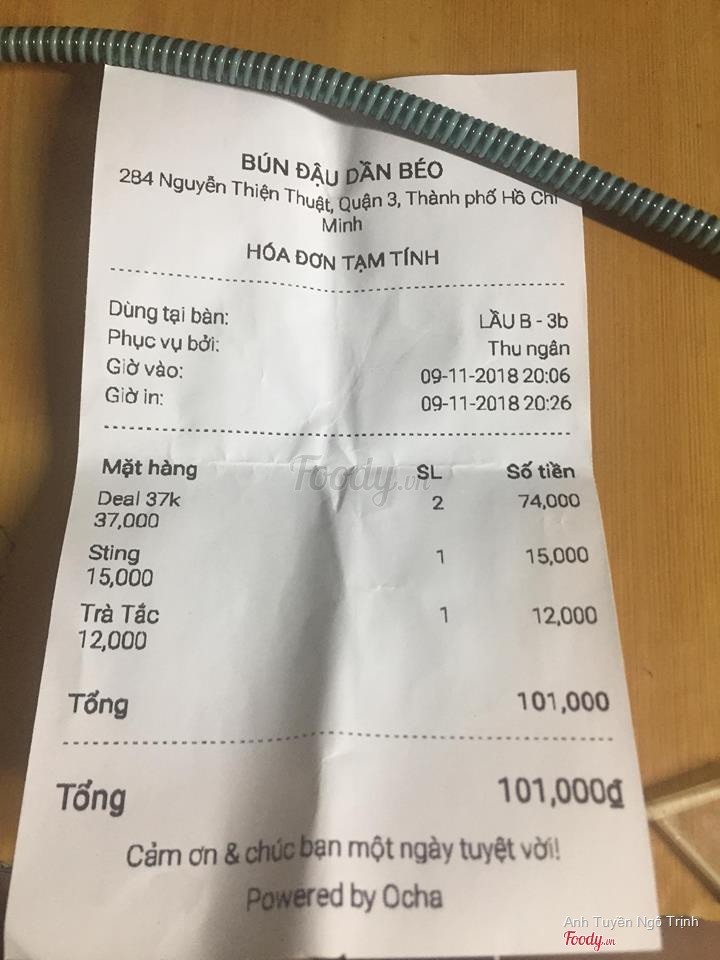 BÚN ĐẬU DẦN BÉO
284 Nguyễn Thiện Thuật, Quận 3, Thành phố Hồ Chí
Minh
HÓA ĐƠN TẠM TÍNH
Dùng tại bàn: LẦU B - 3b
Phục vụ bởi: Thu ngân
Giờ vào: 09-11-2018 20:06
Giờ in: 09-11-2018 20:26
Mặt hàng SL Số tiền
Deal 37k 2 74,000
37,000
Sting 1 15,000
15,000
Trà Tắc 1 12,000
12,000
Tổng 101,000
Tổng 101,000₫
Cảm ơn & chúc bạn một ngày tuyệt vời!
Powered by Ocha
Foody.vn
Anh Tuyền Ngô Trịnh
Foody.vn